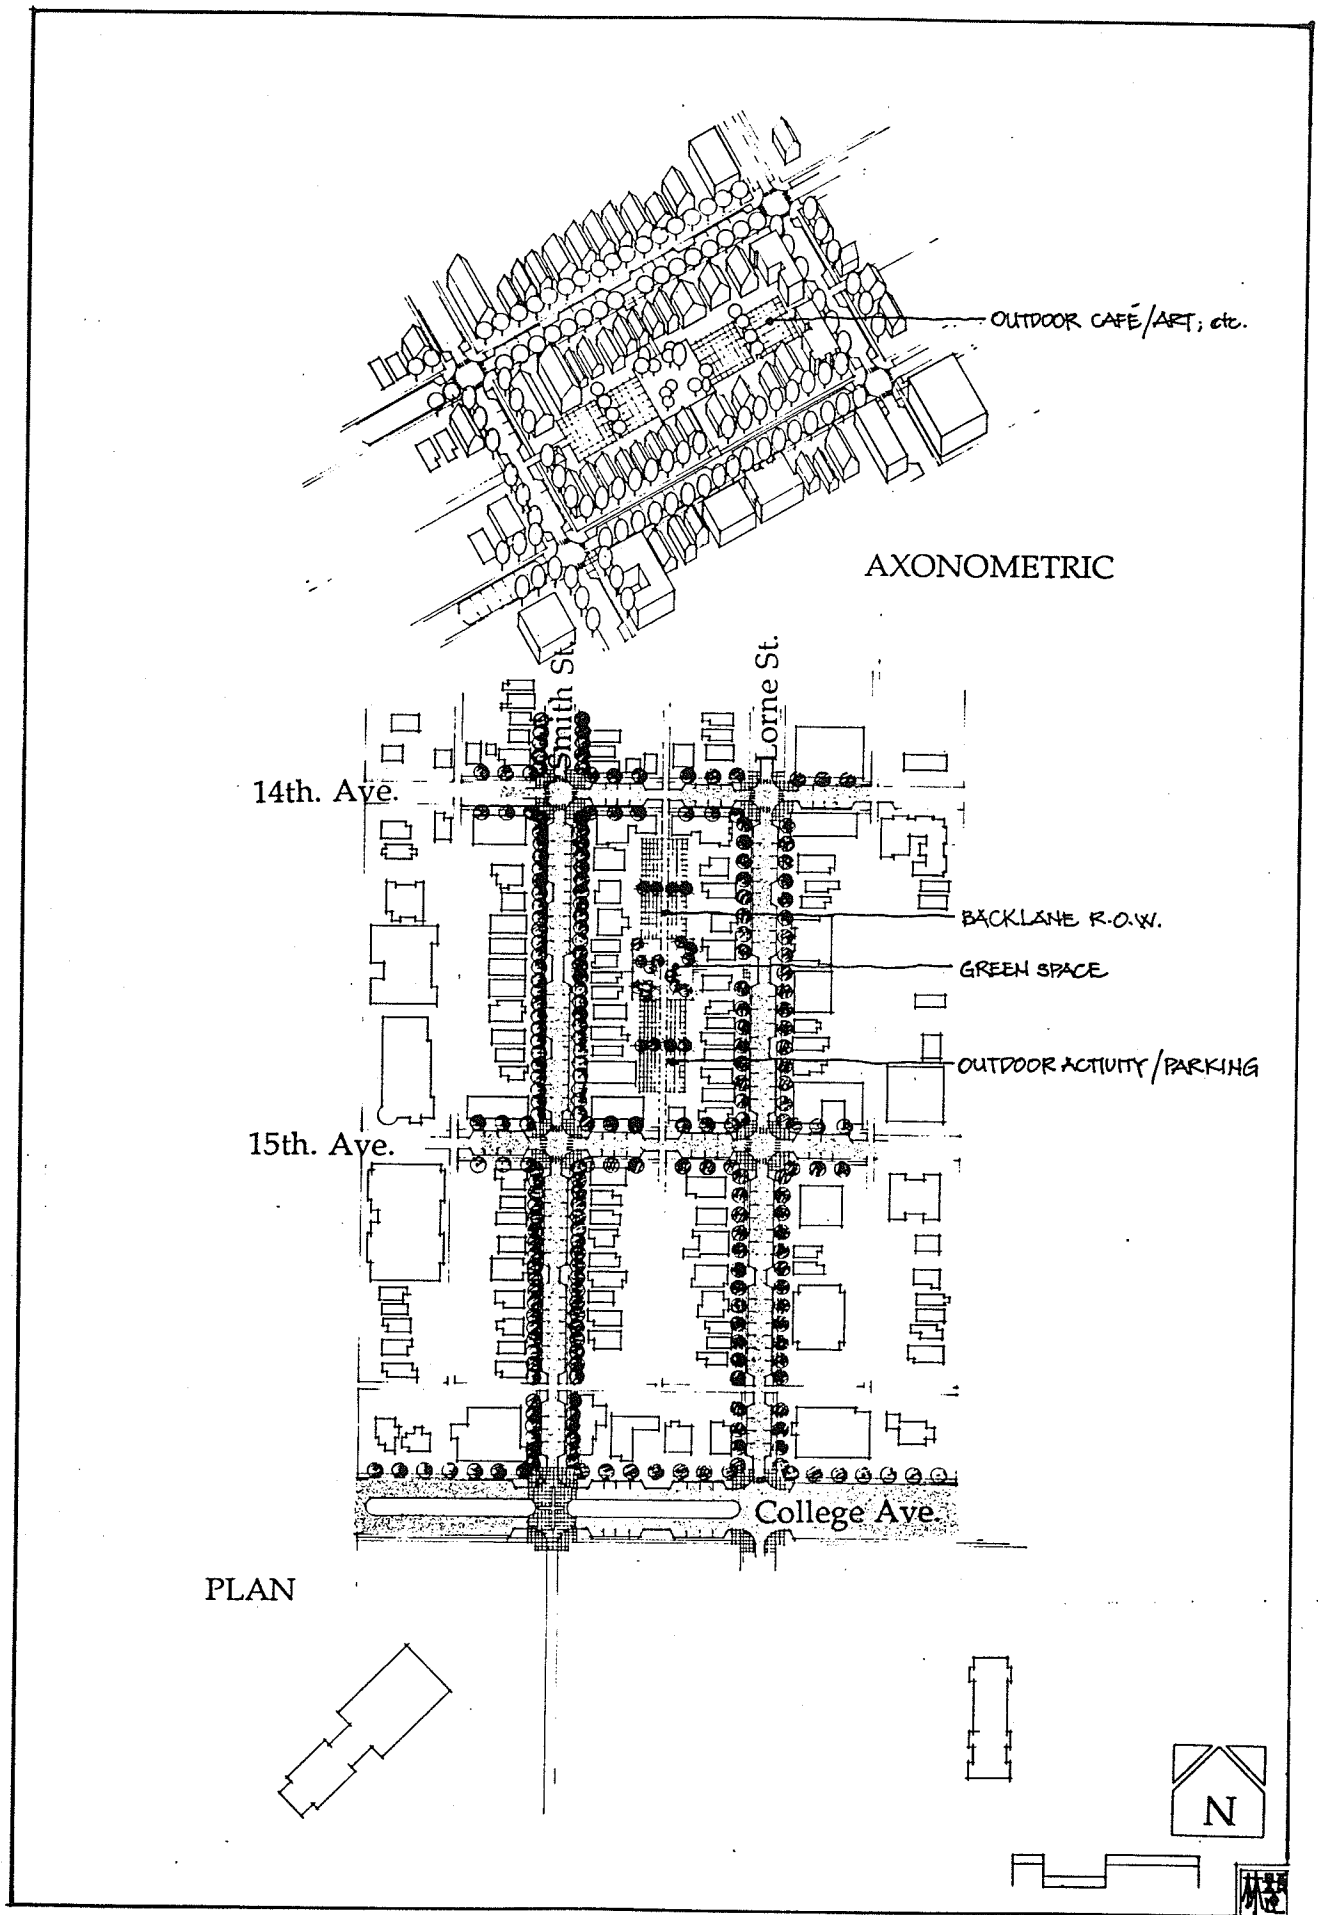 OUTDOOR CAFÉ/ART; etc.
AXONOMETRIC
Smith St.
Lorne St.
14th. Ave.
BACKLANE R.O.W.
GREEN SPACE
OUTDOOR ACTIVITY/PARKING
15th. Ave.
College Ave.
PLAN
N
林